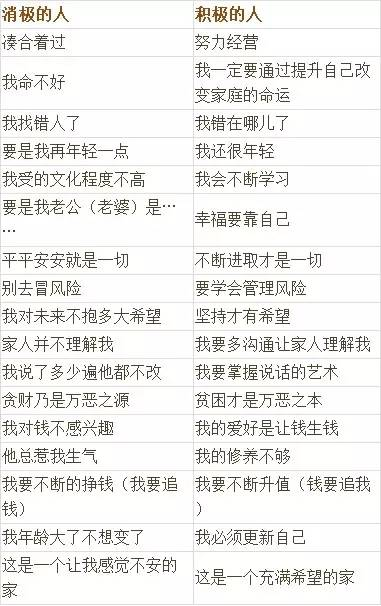 消极的人 积极的人
凑合着过 努力经营
我命不好 我一定要通过提升自己改
变家庭的命运
我找错人了 我错在哪儿了
要是我再年轻一点 我还很年轻
我受的文化程度不高 我会不断学习
要是我老公（老婆）是…
… 幸福要靠自己
平平安安就是一切 不断进取才是一切
别去冒风险 要学会管理风险
我对未来不抱多大希望 坚持才有希望
家人并不理解我 我要多沟通让家人理解我
我说了多少遍他都不改 我要掌握说话的艺术
贪财乃是万恶之源 贫困才是万恶之本
我对钱不感兴趣 我的爱好是让钱生钱
他总惹我生气 我的修养不够
我要不断的挣钱（我要追
钱） 我要不断升值（钱要追我
）
我年龄大了不想变了 我必须更新自己
这是一个让我感觉不安的
家 这是一个充满希望的家